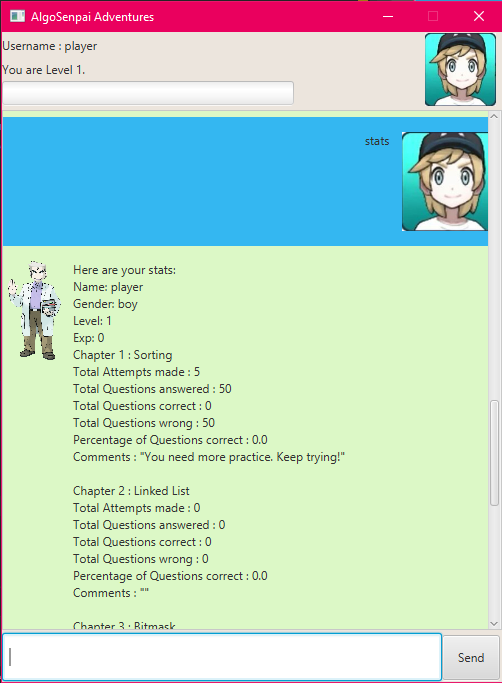 AlgoSenpai Adventures
Username : player
You are Level 1.
stats
Here are your stats:
Name: player
Gender: boy
Level: 1
Exp: 0
Chapter 1 : Sorting
Total Attempts made : 5
Total Questions answered : 50
Total Questions correct : 0
Total Questions wrong : 50
Percentage of Questions correct : 0.0
Comments : "You need more practice. Keep trying!"
Chapter 2 : Linked List
Total Attempts made : 0
Total Questions answered : 0
Total Questions correct : 0
Total Questions wrong : 0
Percentage of Questions correct : 0.0
Comments : ""
Chapter 3 : Bitmask
Send